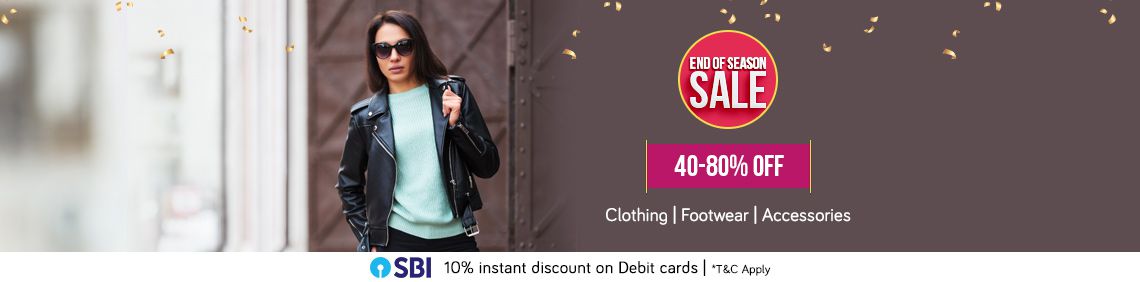 END OF SEASON
SALE
40-80% OFF
Clothing | Footwear | Accessories
SBI 10% instant discount on Debit cards | *T&C Apply